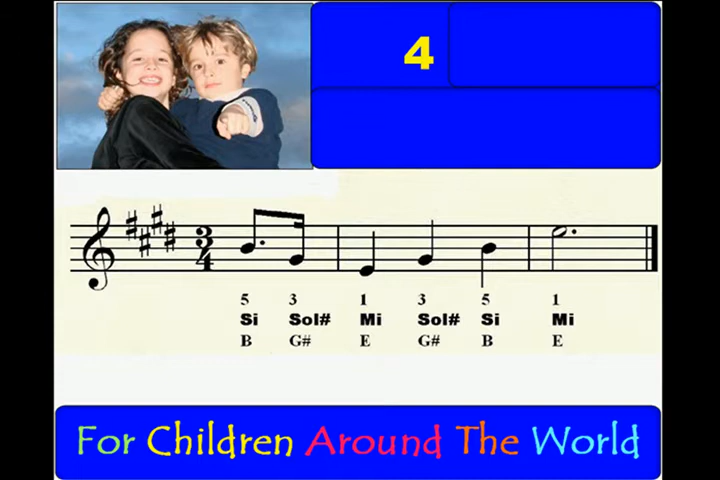 4
3
4
5 3 1 3 5 1
Si Sol# Mi Sol# Si Mi
B G# E G# B E
For Children Around The World